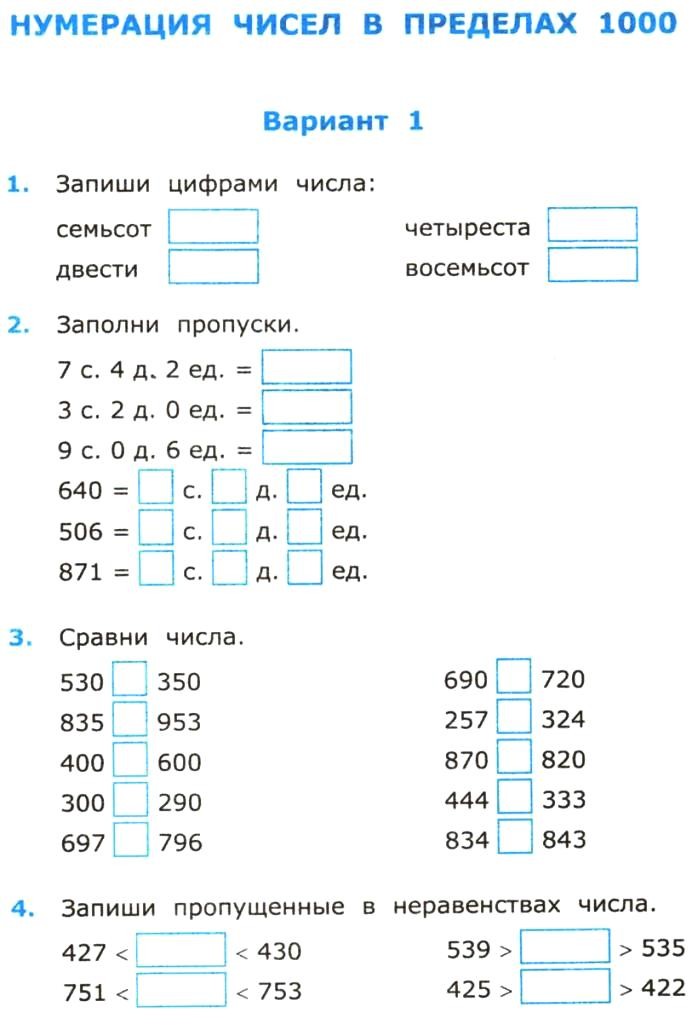 НУМЕРАЦИЯ ЧИСЕЛ В ПРЕДЕЛАХ 1000
Вариант 1
1. Запиши цифрами числа:
семьсот четыреста
двести восемьсот
2. Заполни пропуски.
7 с. 4 д. 2 ед. =
3 с. 2 д. 0 ед. =
9 с. 0 д. 6 ед. =
640 = с. д. ед.
506 = с. д. ед.
871 = с. д. ед.
3. Сравни числа.
530 350 690 720
835 953 257 324
400 600 870 820
300 290 444 333
697 796 834 843
4. Запиши пропущенные в неравенствах числа.
427 < < 430 539 > > 535
751 < < 753 425 > > 422